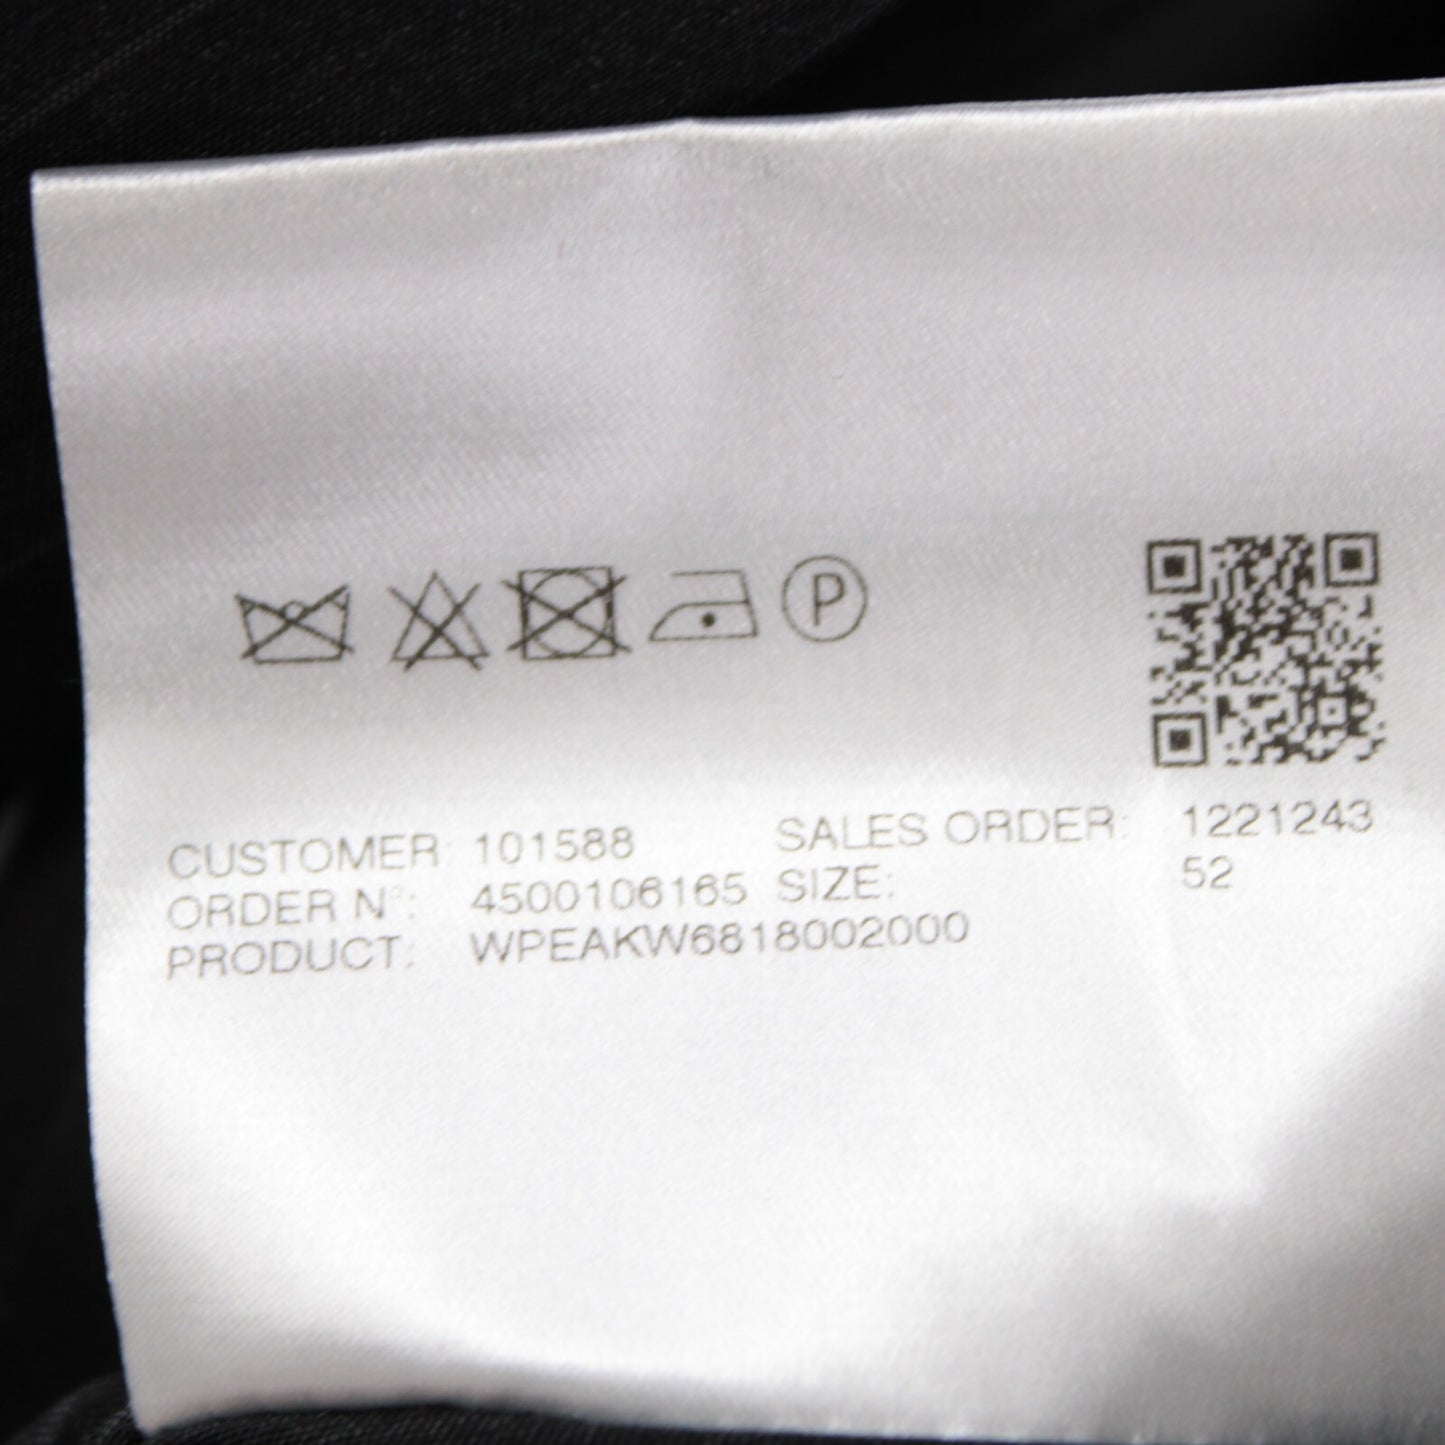 P
CUSTOMER: 101588 SALES ORDER: 1221243
ORDER N°: 4500106165 SIZE: 52
PRODUCT: WPEAKW6818002000